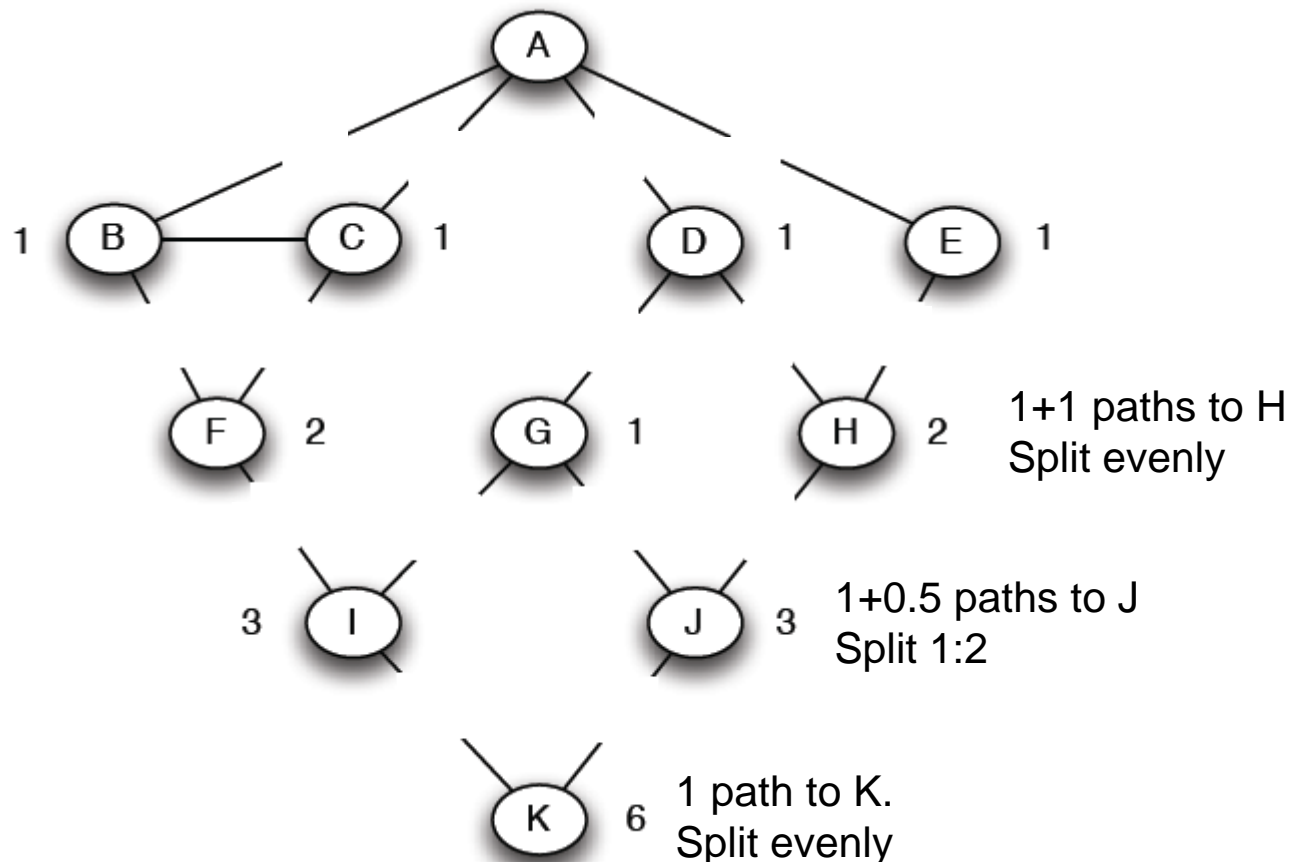 A
1 B C 1 D 1 E 1
F 2 G 1 H 2
1+1 paths to H
Split evenly
3 I J 3
1+0.5 paths to J
Split 1:2
K 6
1 path to K.
Split evenly